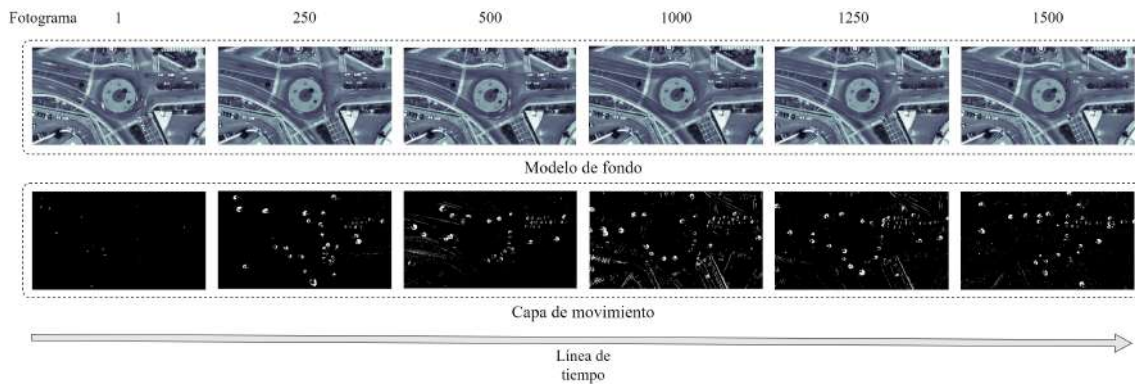 Fotograma 1 250 500 1000 1250 1500
Modelo de fondo
Capa de movimiento
Línea de
tiempo